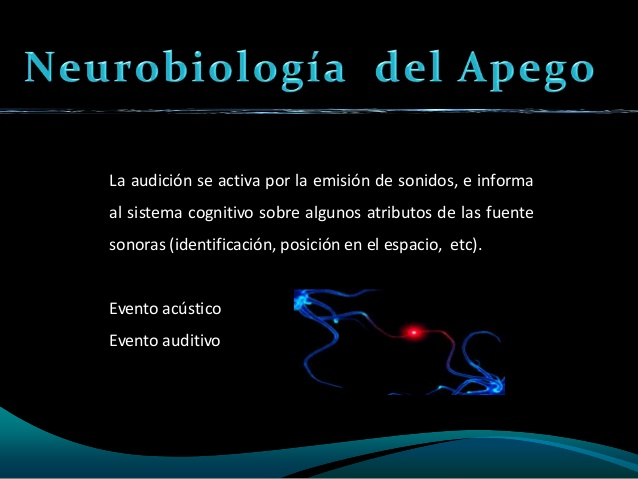 Neurobiología del Apego
La audición se activa por la emisión de sonidos, e informa
al sistema cognitivo sobre algunos atributos de las fuente
sonoras (identificación, posición en el espacio, etc).
Evento acústico
Evento auditivo